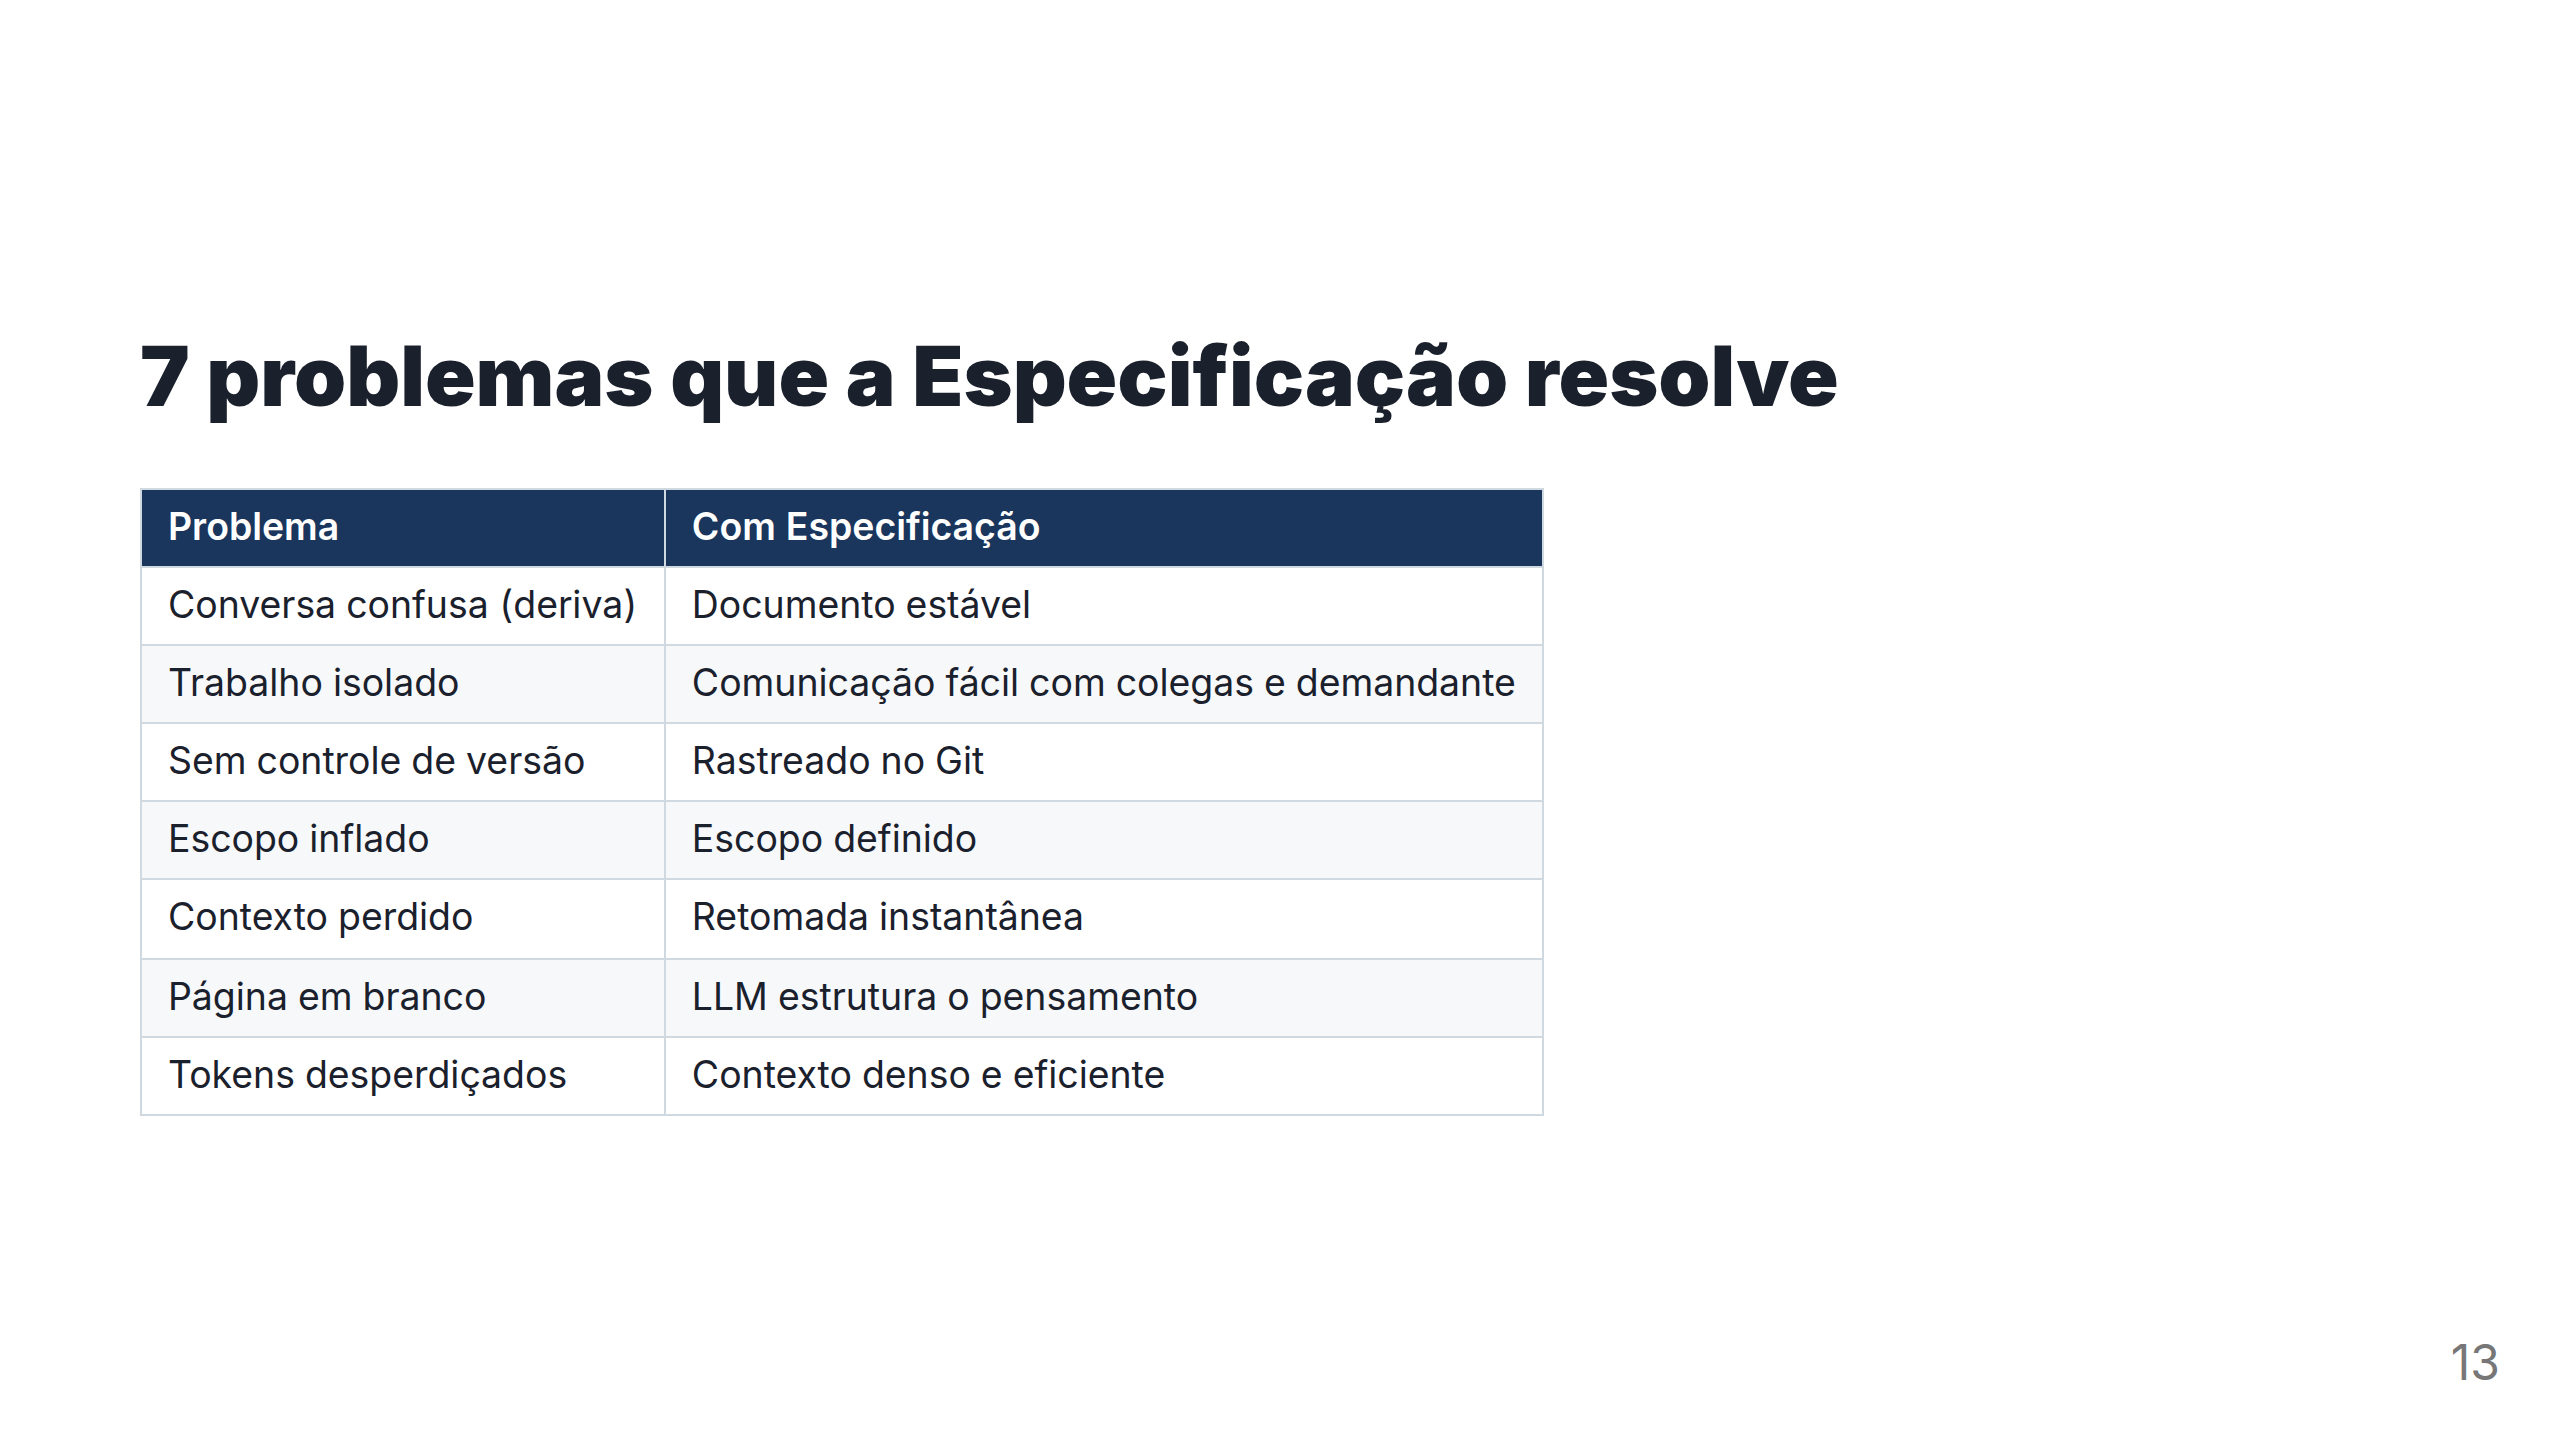 7 problemas que a Especificação resolve
Problema Com Especificação
Conversa confusa (deriva) Documento estável
Trabalho isolado Comunicação fácil com colegas e demandante
Sem controle de versão Rastreado no Git
Escopo inflado Escopo definido
Contexto perdido Retomada instantânea
Página em branco LLM estrutura o pensamento
Tokens desperdiçados Contexto denso e eficiente
13